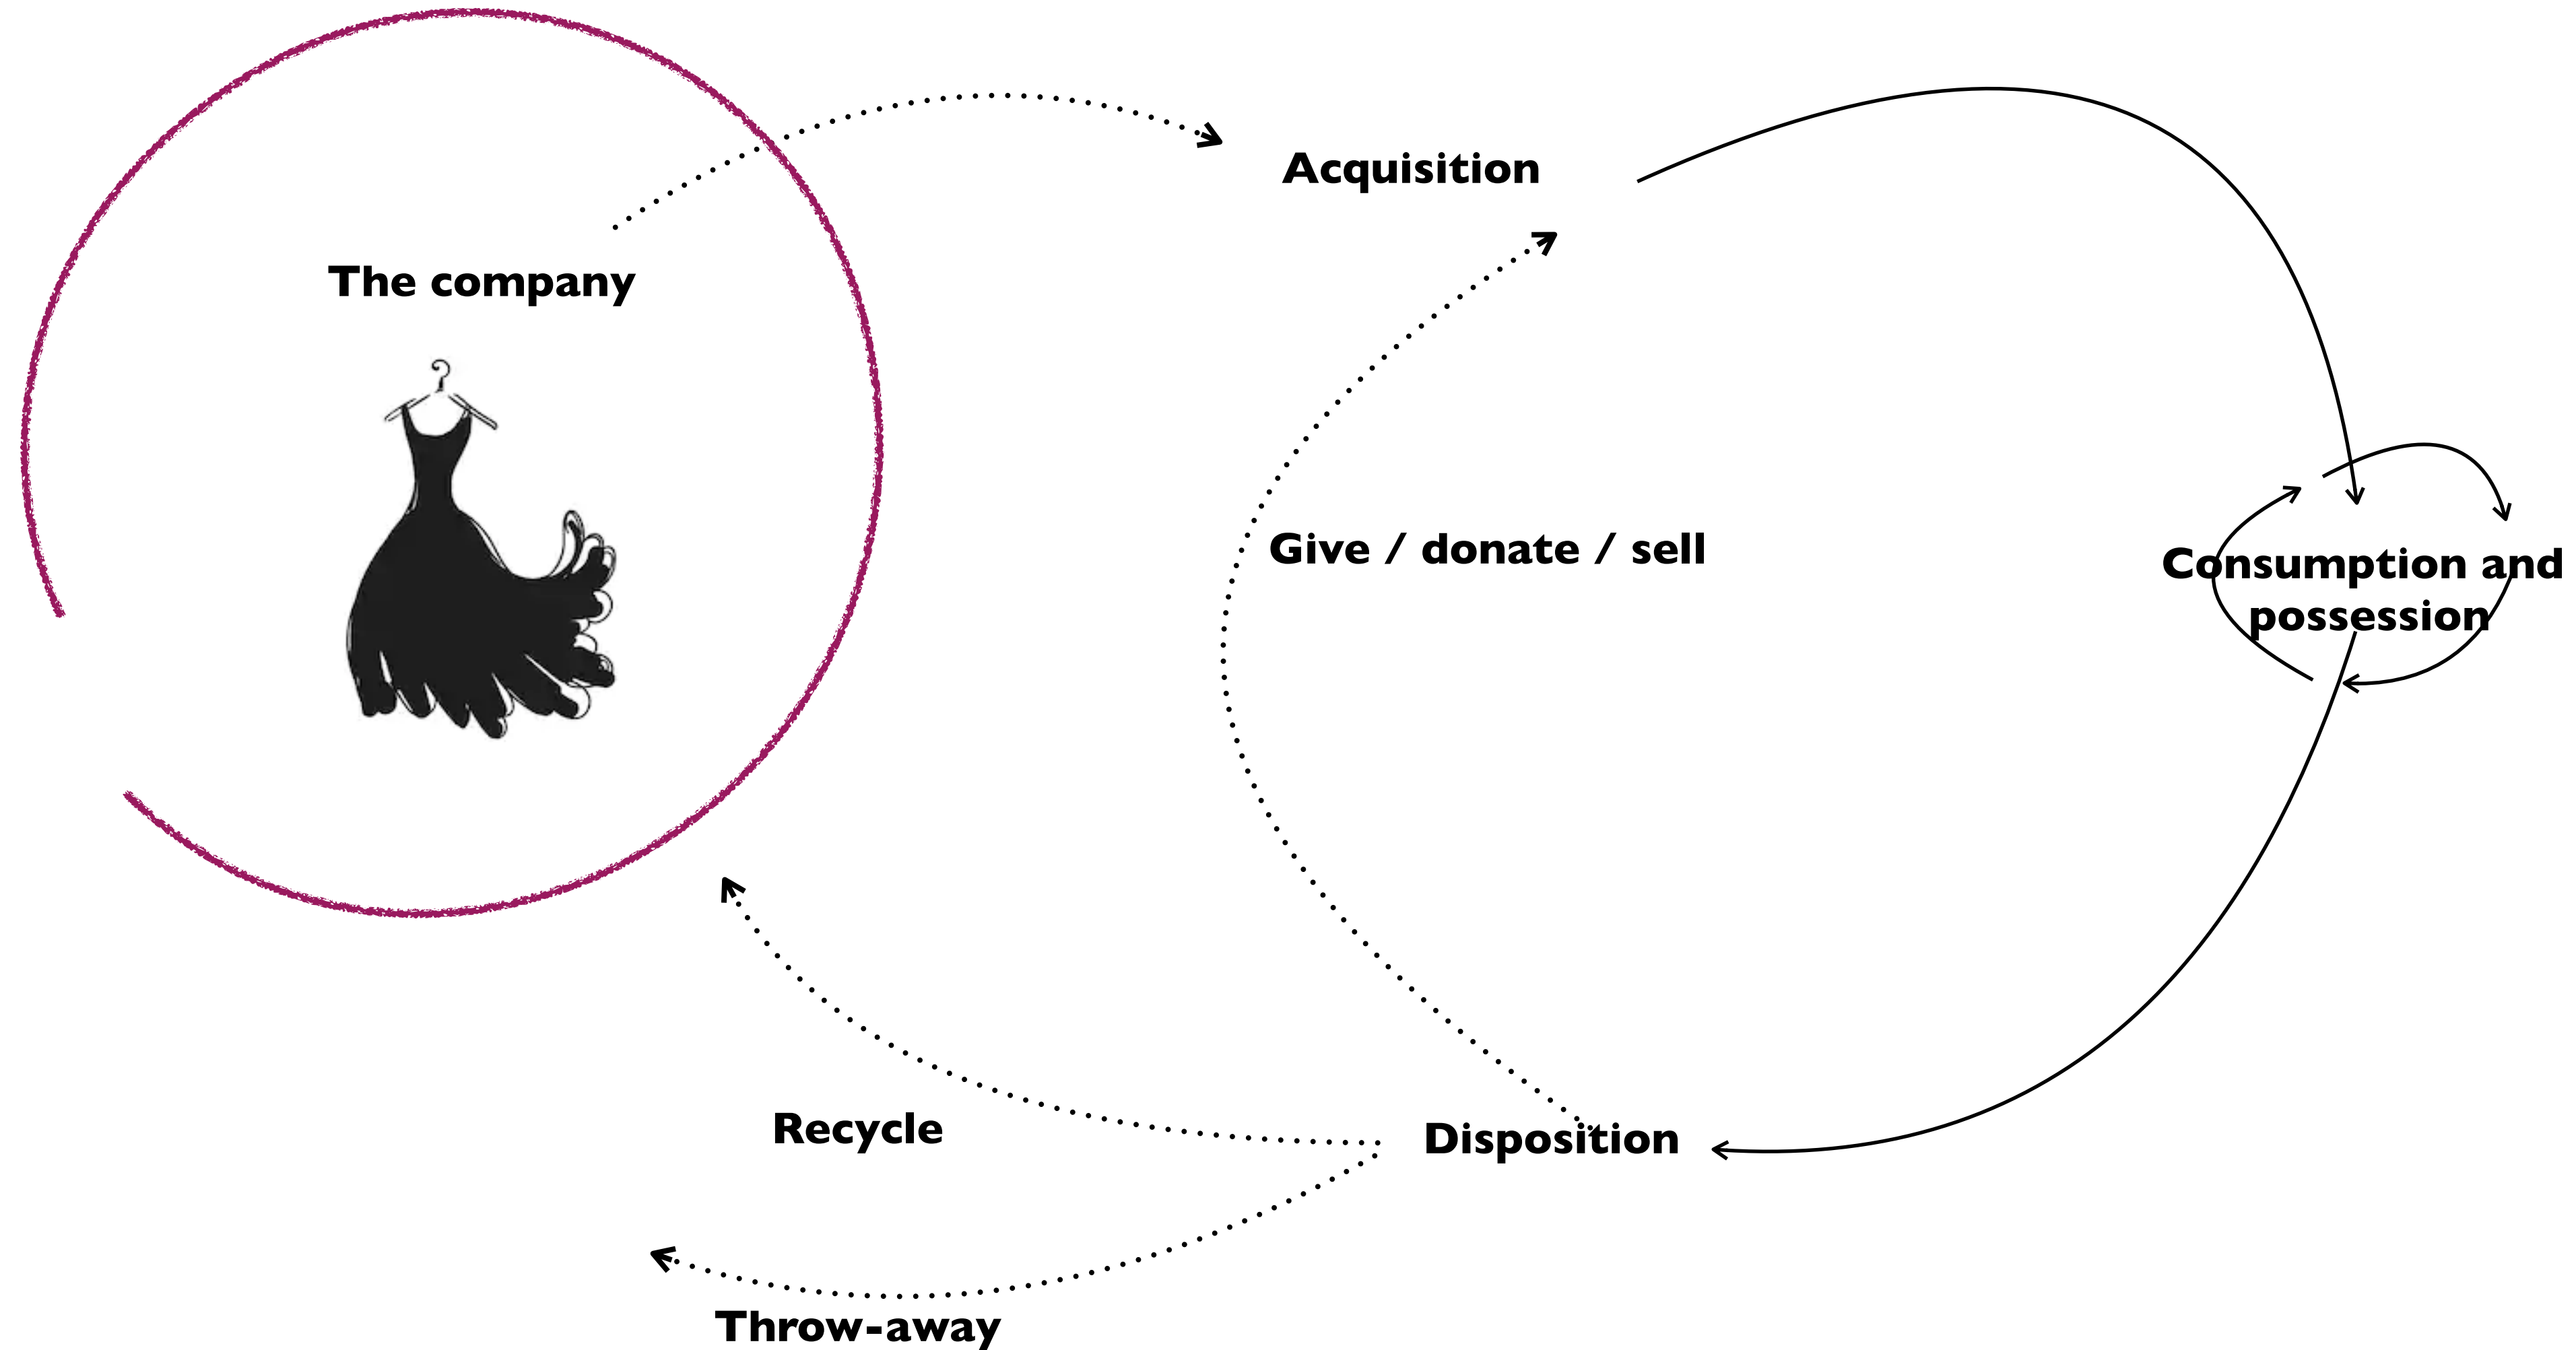 Acquisition
The company
Give / donate / sell
Consumption and
possession
Recycle
Disposition
Throw-away